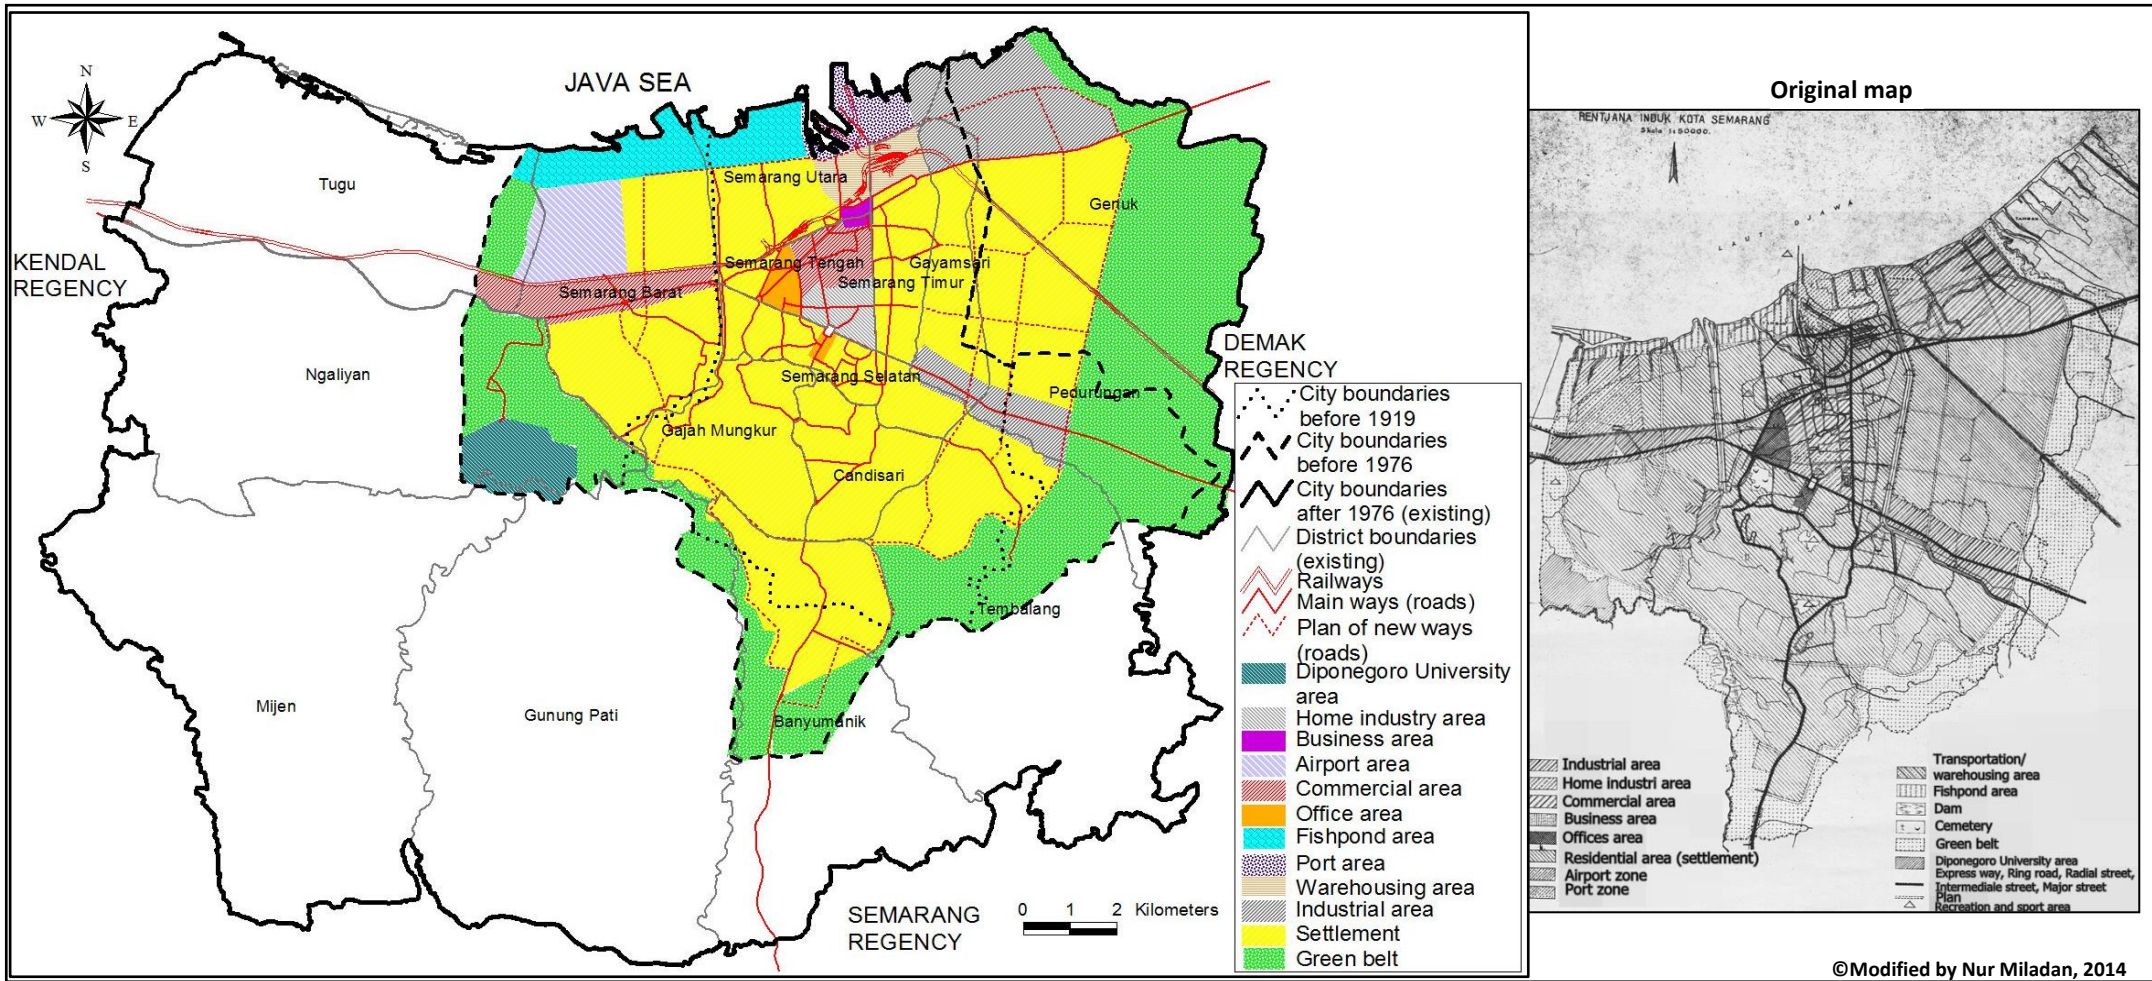 JAVA SEA
N
W
E
S
Tugu
KENDAL
REGENCY
Semarang Utara
Genuk
Semarang Tengah
Gayamsari
Semarang Timur
Semarang Barat
Ngaliyan
DEMAK
REGENCY
Semarang Selatan
Pedurungan
Gajah Mungkur
Candisari
Tembalang
Mijen
Gunung Pati
Banyumanik
SEMARANG
REGENCY
0 1 2 Kilometers
City boundaries
before 1919
City boundaries
before 1976
City boundaries
after 1976 (existing)
District boundaries
(existing)
Railways
Main ways (roads)
Plan of new ways
(roads)
Diponegoro University
area
Home industry area
Business area
Airport area
Commercial area
Office area
Fishpond area
Port area
Warehousing area
Industrial area
Settlement
Green belt
Original map
RENTJANA INDUK KOTA SEMARANG
Skala 1:50000.
LAUT DJAWA
Industrial area
Home industri area
Commercial area
Business area
Offices area
Residential area (settlement)
Airport zone
Port zone
Transportation/
warehousing area
Fishpond area
Dam
Cemetery
Green belt
Diponegoro University area
Express way, Ring road, Radial street,
Intermediale street, Major street
Plan
Recreation and sport area
©Modified by Nur Miladan, 2014